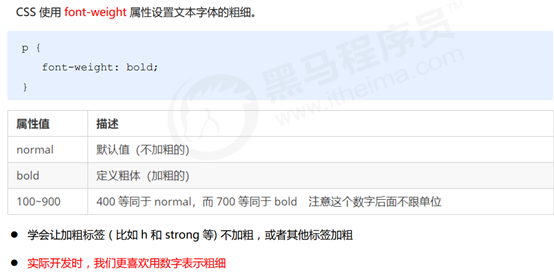 CSS 使用 font-weight 属性设置文本字体的粗细。
p {
font-weight: bold;
}
黑马程序员
www.itheima.com
属性值 描述
normal 默认值 (不加粗的)
bold 定义粗体 (加粗的)
100~900 400 等同于 normal,而 700 等同于 bold 注意这个数字后面不跟单位
● 学会让加粗标签 ( 比如 h 和 strong 等) 不加粗,或者其他标签加粗
● 实际开发时,我们更喜欢用数字表示粗细